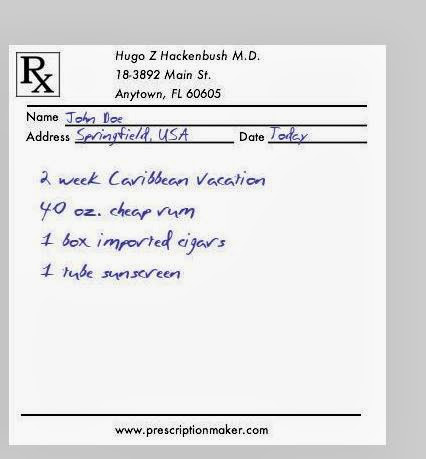 Rx
Hugo Z Hackenbush M.D.
18-3892 Main St.
Anytown, FL 60605
Name John Doe
Address Springfield, USA Date Today
2 week Caribbean Vacation
40 oz. cheap rum
1 box imported cigars
1 tube sunscreen
www.prescriptionmaker.com